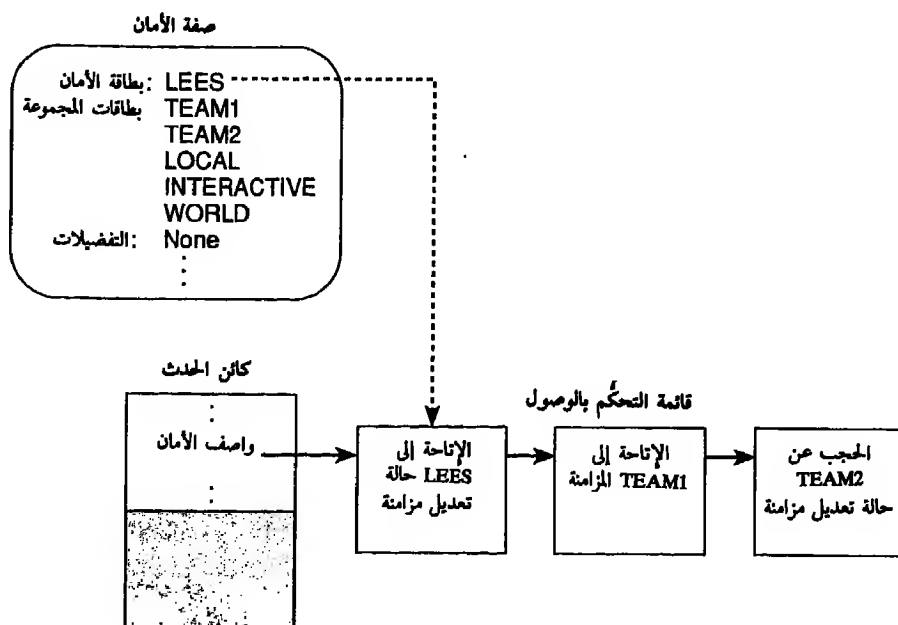 صفة الأمان
بطاقة الأمان: LEES
بطاقات المجموعة TEAM1
TEAM2
LOCAL
INTERACTIVE
WORLD
التفضيلات: None
كائن الحدث
واصف الأمان
قائمة التحكّم بالوصول
الإتاحة إلى
LEES حالة
تعديل مزامنة
الإتاحة إلى
TEAM1 المزامنة
الحجب عن
TEAM2
حالة تعديل مزامنة